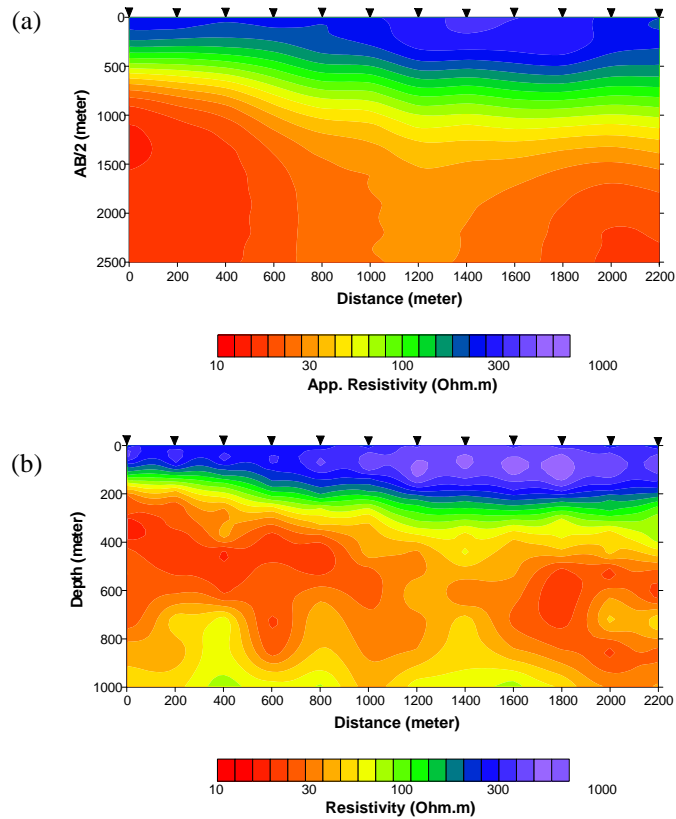 (a)
0
500
1000
1500
2000
2500
AB/2 (meter)
0 200 400 600 800 1000 1200 1400 1600 1800 2000 2200
Distance (meter)
10 30 100 300 1000
App. Resistivity (Ohm.m)
(b)
0
200
400
600
800
1000
Depth (meter)
0 200 400 600 800 1000 1200 1400 1600 1800 2000 2200
Distance (meter)
10 30 100 300 1000
Resistivity (Ohm.m)